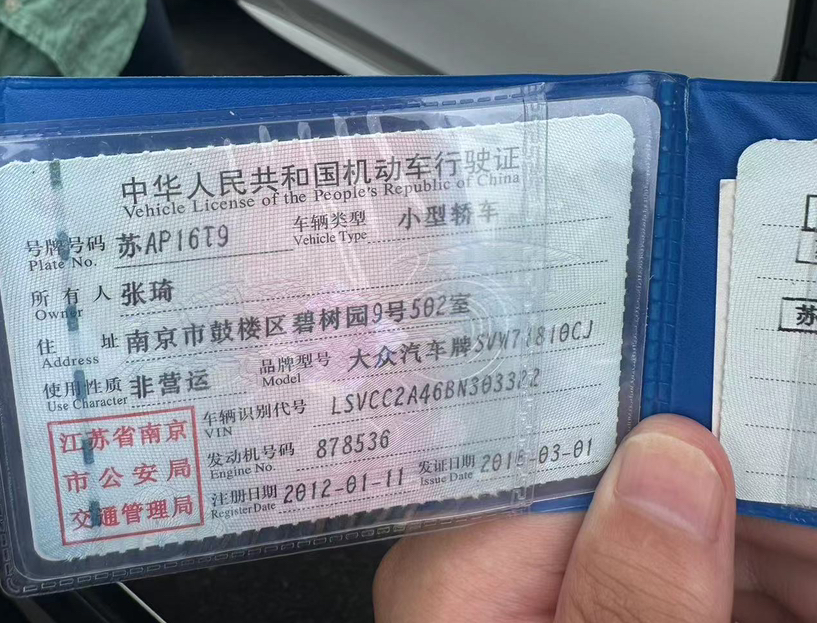 中华人民共和国机动车行驶证
Vehicle License of the People's Republic of China
号牌号码 苏AP16T9 车辆类型 小型轿车
Plate No. Vehicle Type
所有人 张琦
Owner
住址 南京市鼓楼区碧树园9号502室
Address
使用性质 非营运 品牌型号 大众汽车牌SVW71810CJ
Use Character Model
江苏省南京
市公安局
交通管理局
车辆识别代号 LSVCC2A46BN303322
VIN
发动机号码 878536
Engine No.
注册日期 2012-01-11 发证日期
Register Date Issue Date
苏